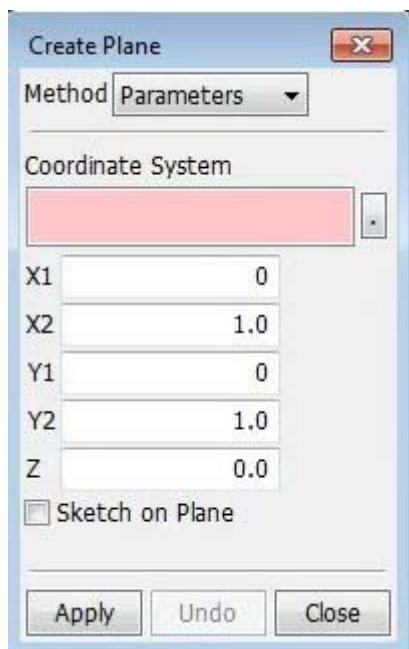 Create Plane
Method Parameters
Coordinate System
.
X1 0
X2 1.0
Y1 0
Y2 1.0
Z 0.0
Sketch on Plane
Apply Undo Close